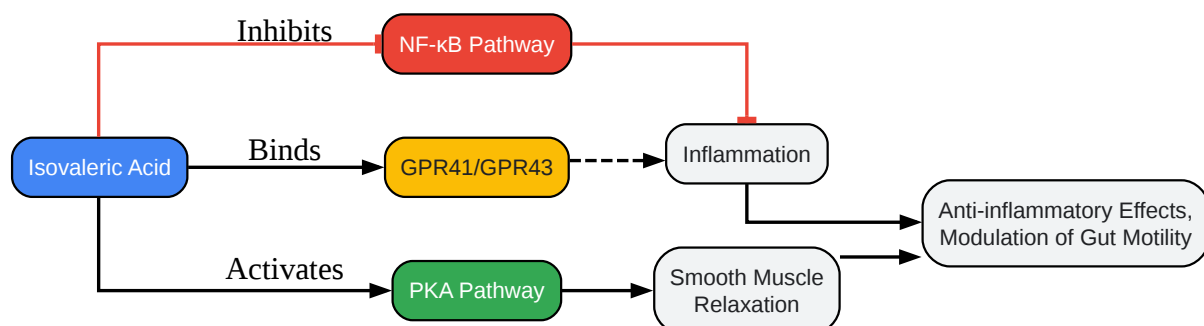 Inhibits
NF-κB Pathway
Isovaleric Acid
Binds
GPR41/GPR43
Inflammation
Anti-inflammatory Effects,
Modulation of Gut Motility
Activates
PKA Pathway
Smooth Muscle
Relaxation